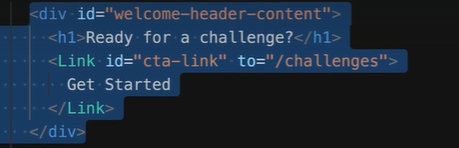 <div id="welcome-header-content">
<h1>Ready for a challenge?</h1>
<Link id="cta-link" to="/challenges">
Get Started
</Link>
</div>